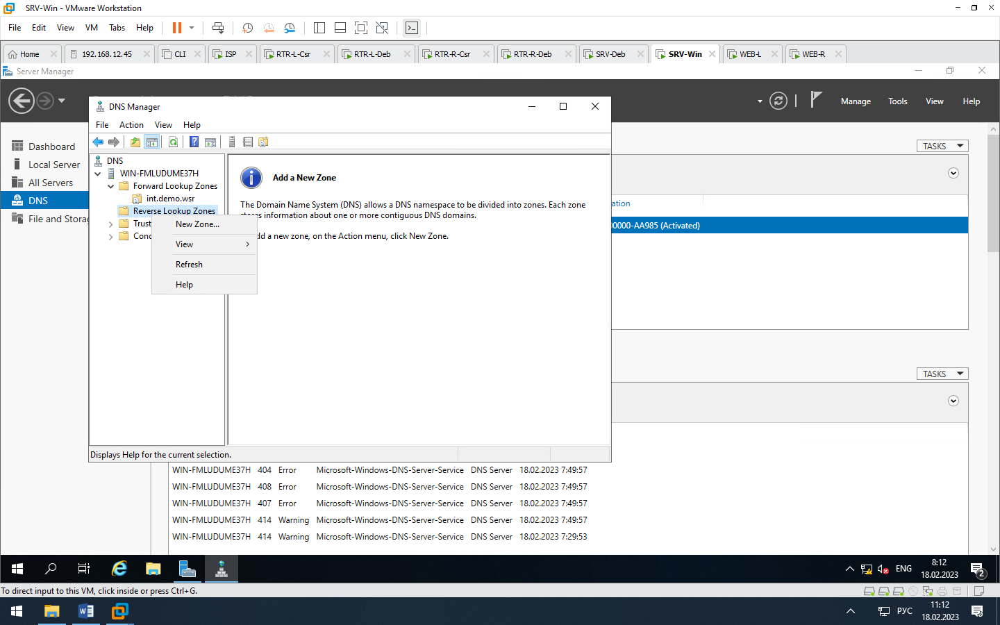 SRV-Win - VMware Workstation
File Edit View VM Tabs Help
Home 192.168.12.45 CLI ISP RTR-L-Csr RTR-L-Deb RTR-R-Csr RTR-R-Deb SRV-Deb SRV-Win WEB-L WEB-R
Server Manager
Manage Tools View Help
DNS Manager
File Action View Help
Dashboard
Local Server
All Servers
DNS
File and Storag
DNS
WIN-FMLUDUME37H
Forward Lookup Zones
int.demo.wsr
Reverse Lookup Zones
Trust
Conc
New Zone...
View
Refresh
Help
Add a New Zone
The Domain Name System (DNS) allows a DNS namespace to be divided into zones. Each zone
stores information about one or more contiguous DNS domains.
add a new zone, on the Action menu, click New Zone.
Displays Help for the current selection.
TASKS
ation
00000-AA985 (Activated)
TASKS
WIN-FMLUDUME37H 404 Error Microsoft-Windows-DNS-Server-Service DNS Server 18.02.2023 7:49:57
WIN-FMLUDUME37H 408 Error Microsoft-Windows-DNS-Server-Service DNS Server 18.02.2023 7:49:57
WIN-FMLUDUME37H 407 Error Microsoft-Windows-DNS-Server-Service DNS Server 18.02.2023 7:49:57
WIN-FMLUDUME37H 414 Warning Microsoft-Windows-DNS-Server-Service DNS Server 18.02.2023 7:49:57
WIN-FMLUDUME37H 414 Warning Microsoft-Windows-DNS-Server-Service DNS Server 18.02.2023 7:29:53
ENG
8:12
18.02.2023
2
To direct input to this VM, click inside or press Ctrl+G.
РУС
11:12
18.02.2023